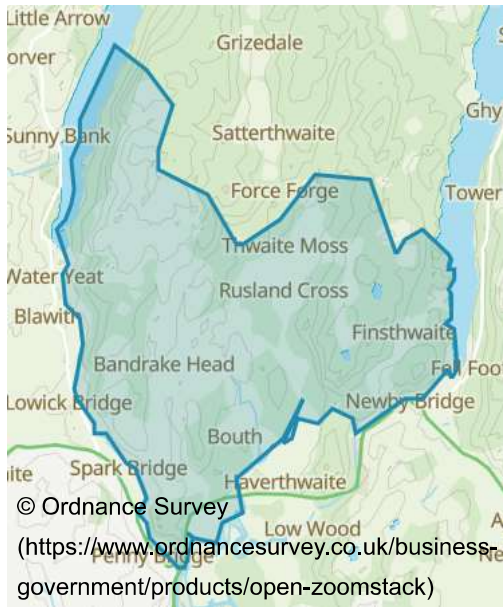 Little Arrow
Grizedale
orver
Ghy
Sunny Bank
Satterthwaite
Force Forge
Tower
Thwaite Moss
Water Yeat
Rusland Cross
Blawith
Finsthwaite
Bandrake Head
Fell Foot
Lowick Bridge
Newby Bridge
Bouth
ite
Spark Bridge
Haverthwaite
© Ordnance Survey
Low Wood
(https://www.ordnancesurvey.co.uk/business-
Penny Bridge
government/products/open-zoomstack)